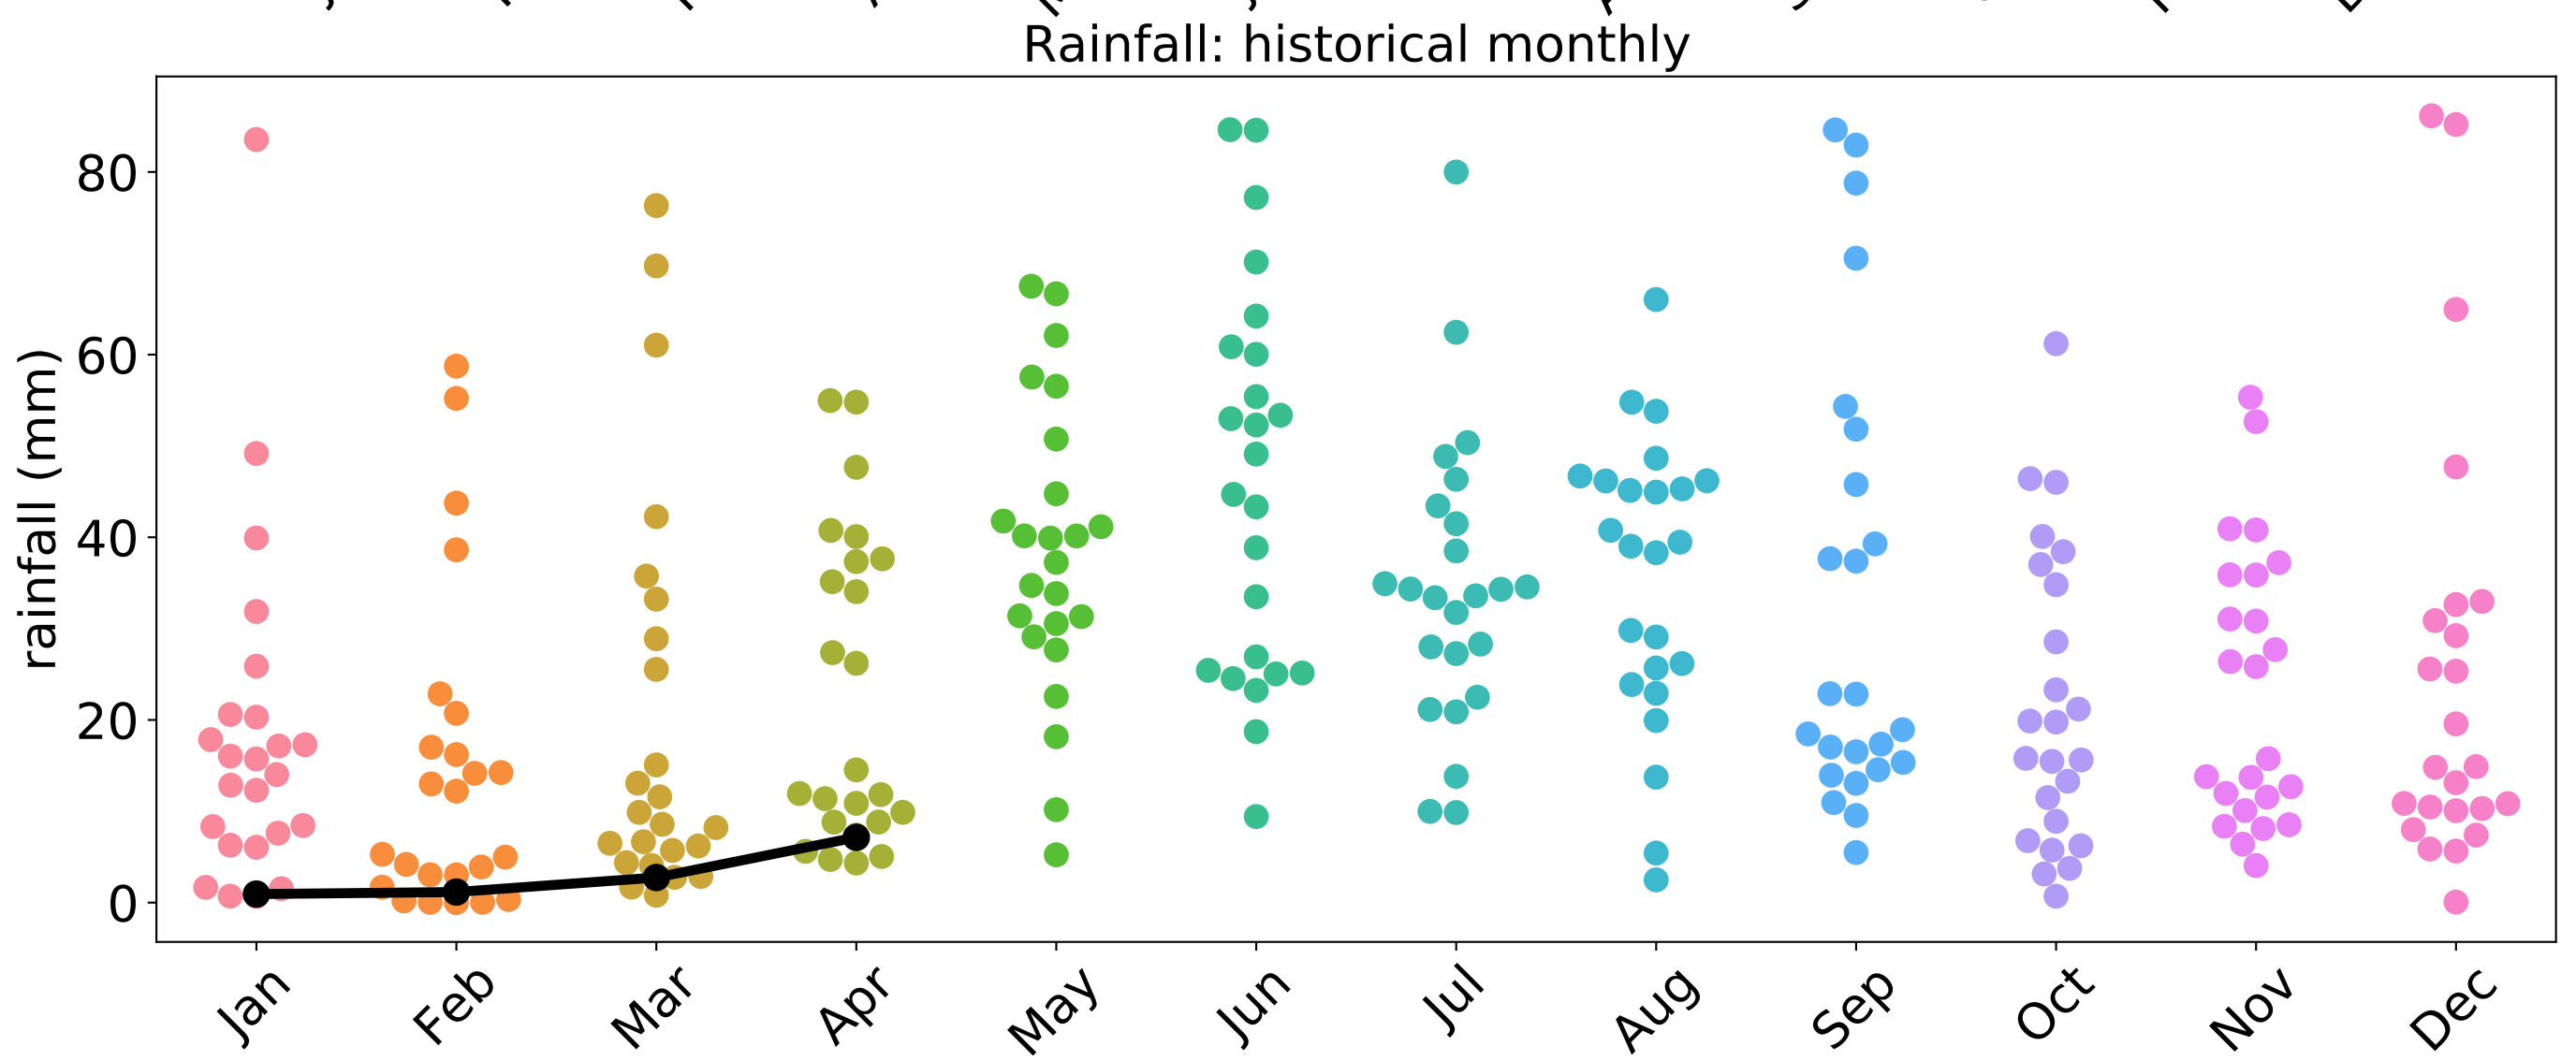 Rainfall: historical monthly
rainfall (mm)
80
60
40
20
0
Jan
Feb
Mar
Apr
May
Jun
Jul
Aug
Sep
Oct
Nov
Dec